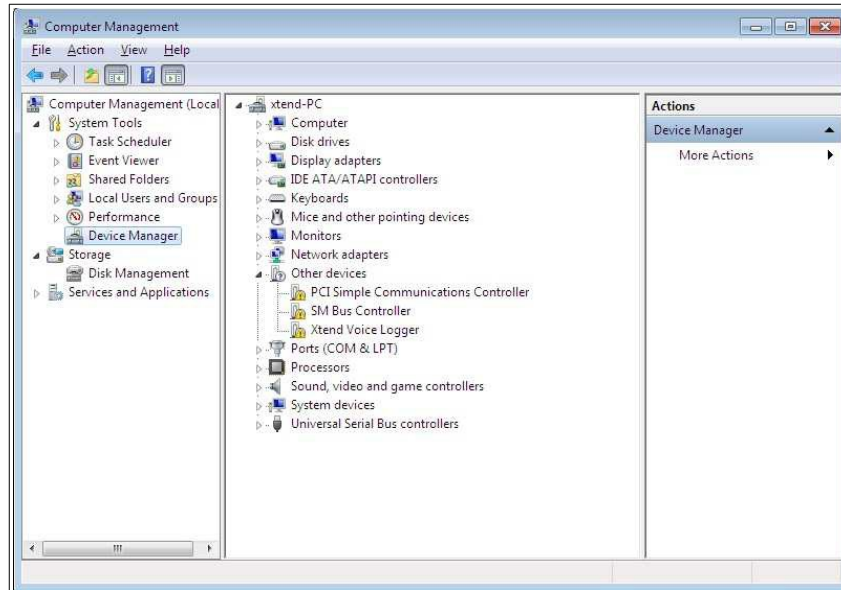 Computer Management
File Action View Help
Computer Management (Local
System Tools
Task Scheduler
Event Viewer
Shared Folders
Local Users and Groups
Performance
Device Manager
Storage
Disk Management
Services and Applications
xtend-PC
Computer
Disk drives
Display adapters
IDE ATA/ATAPI controllers
Keyboards
Mice and other pointing devices
Monitors
Network adapters
Other devices
PCI Simple Communications Controller
SM Bus Controller
Xtend Voice Logger
Ports (COM & LPT)
Processors
Sound, video and game controllers
System devices
Universal Serial Bus controllers
Actions
Device Manager
More Actions